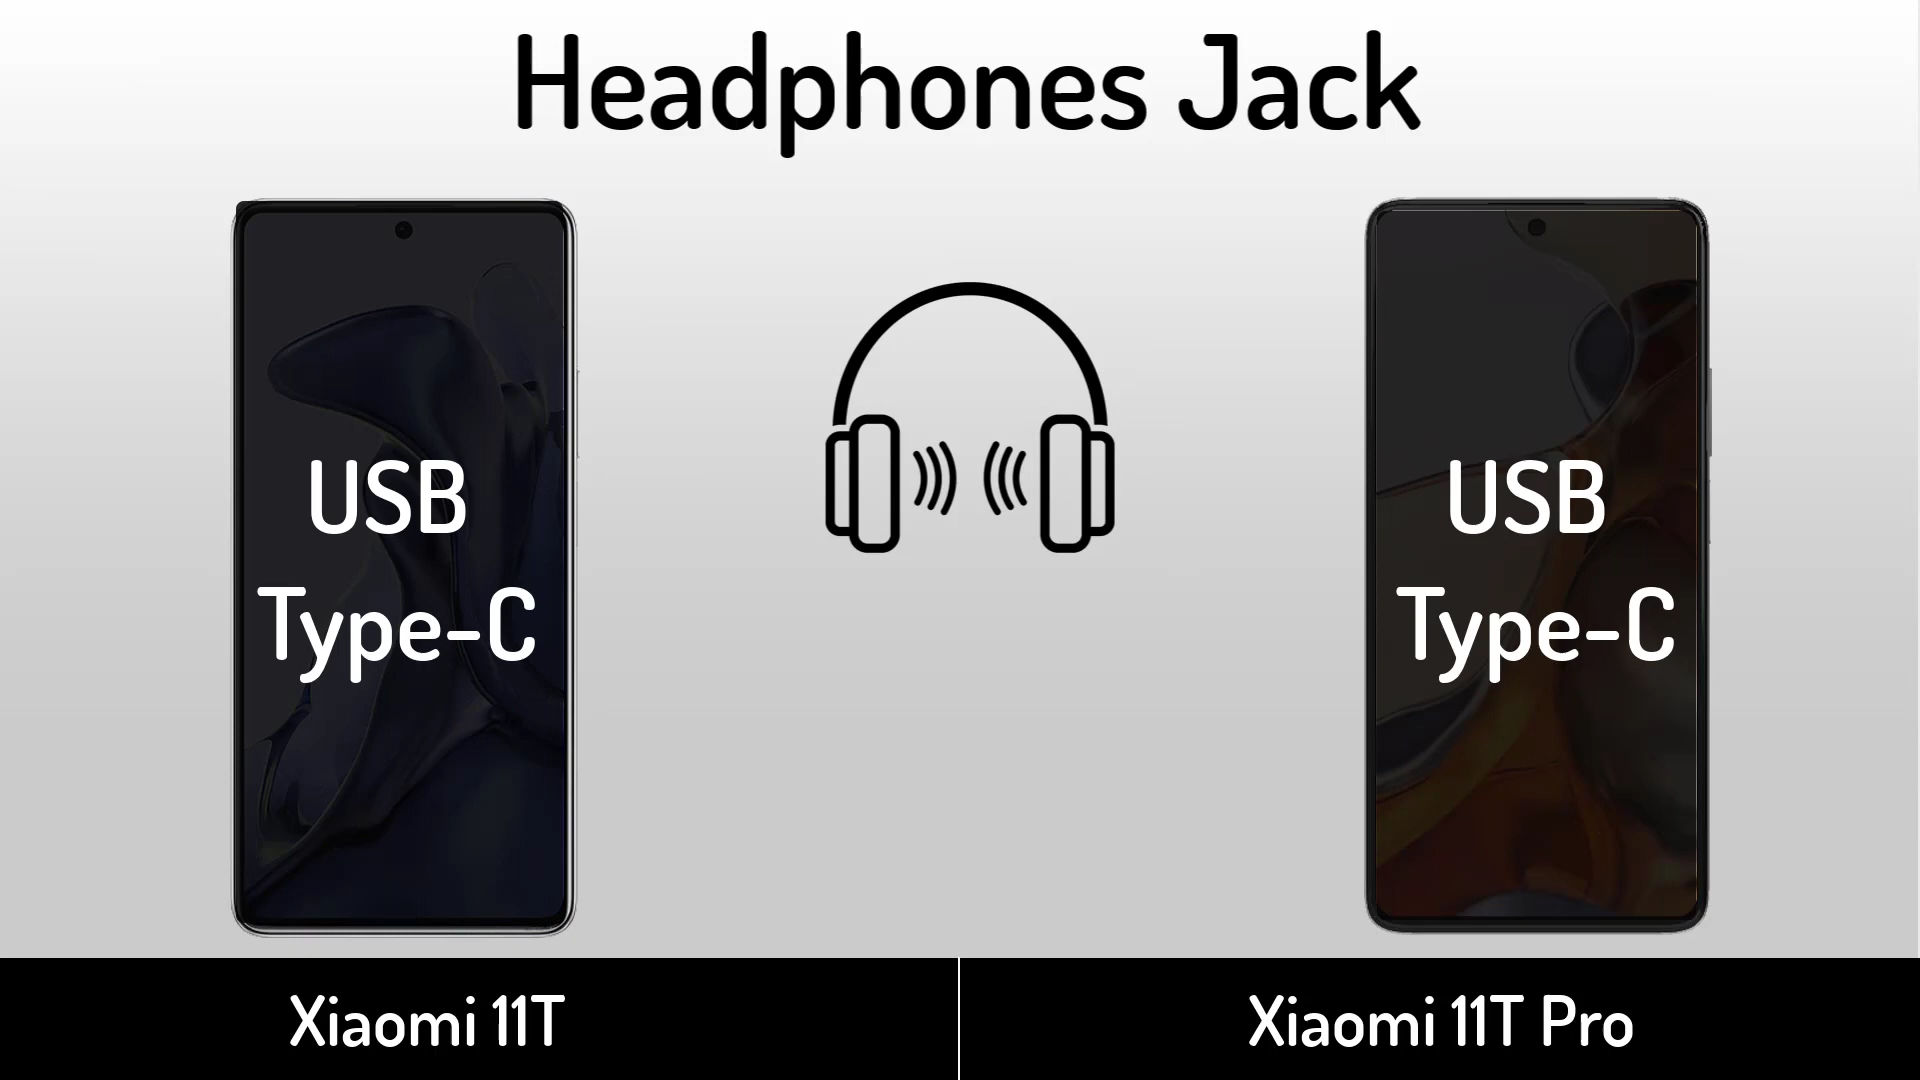 Headphones Jack
USB
Type-C
USB
Type-C
Xiaomi 11T
Xiaomi 11T Pro